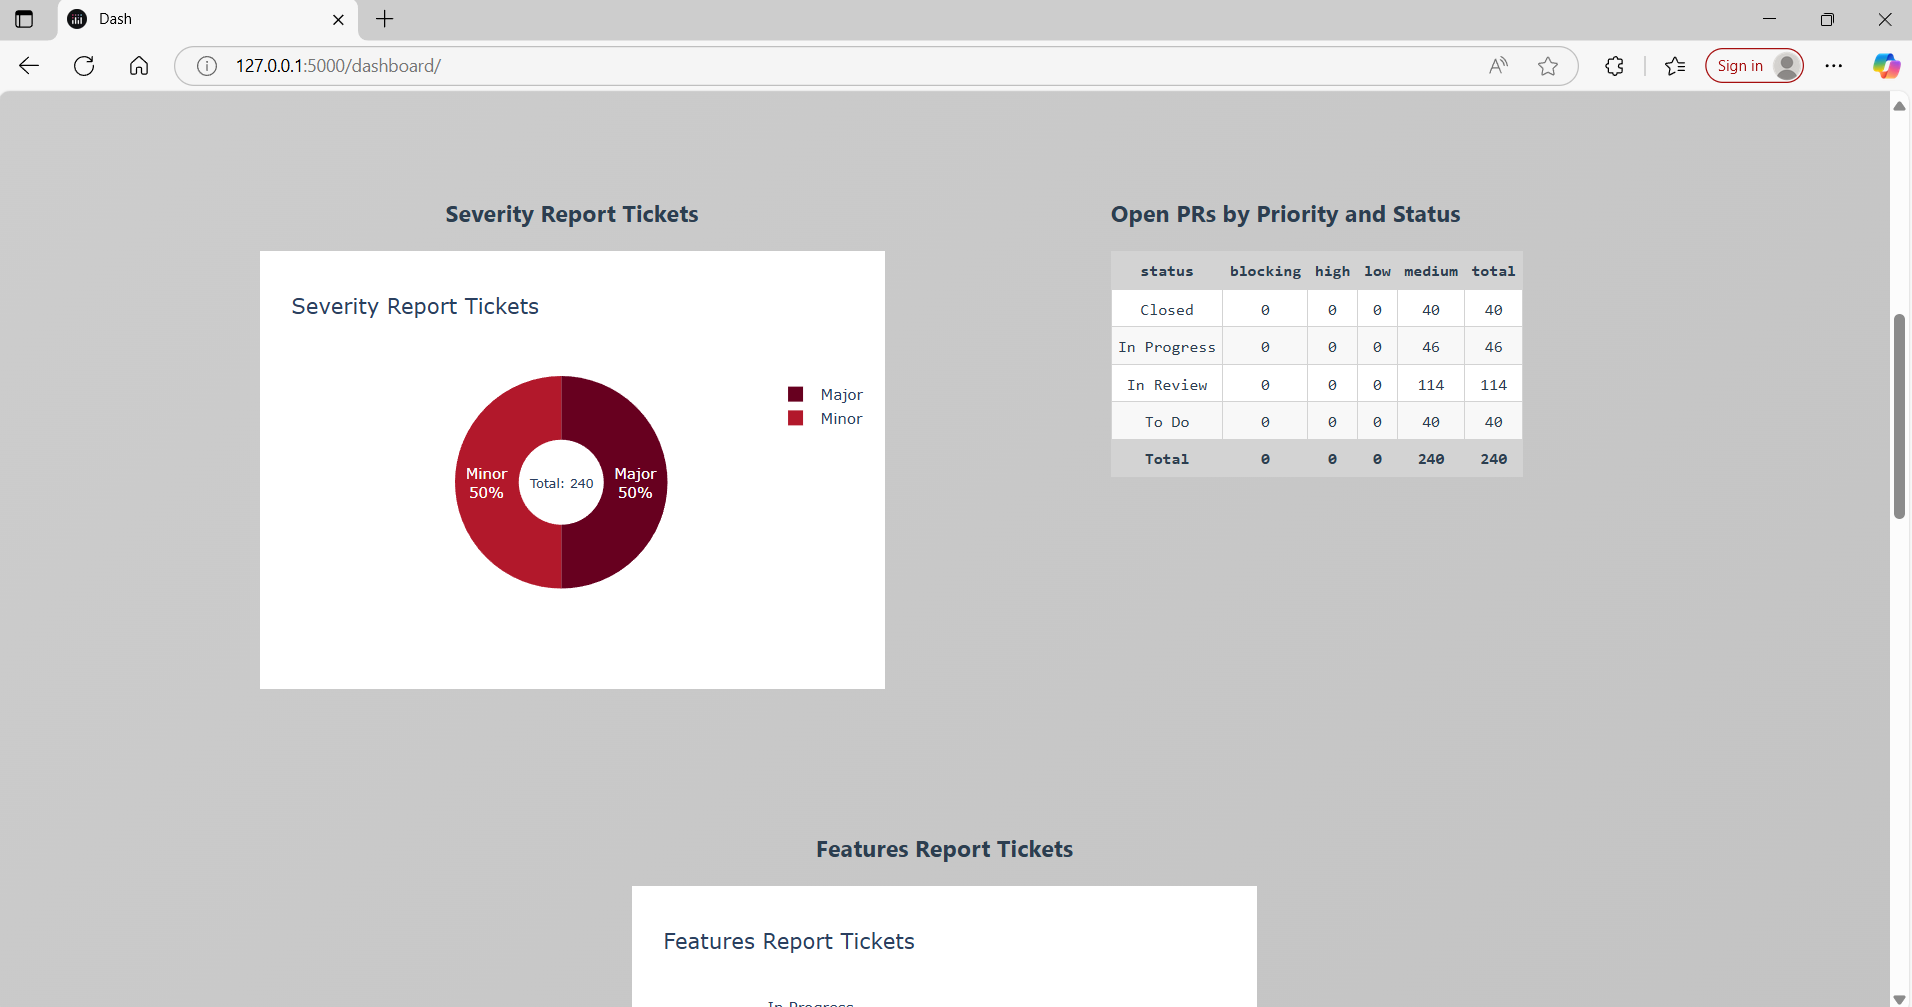 Dash
127.0.0.1:5000/dashboard/
Sign in
Severity Report Tickets
Severity Report Tickets
Major
Minor
Minor
50%
Total: 240
Major
50%
Open PRs by Priority and Status
status blocking high low medium total
Closed 0 0 0 40 40
In Progress 0 0 0 46 46
In Review 0 0 0 114 114
To Do 0 0 0 40 40
Total 0 0 0 240 240
Features Report Tickets
Features Report Tickets
In Progress